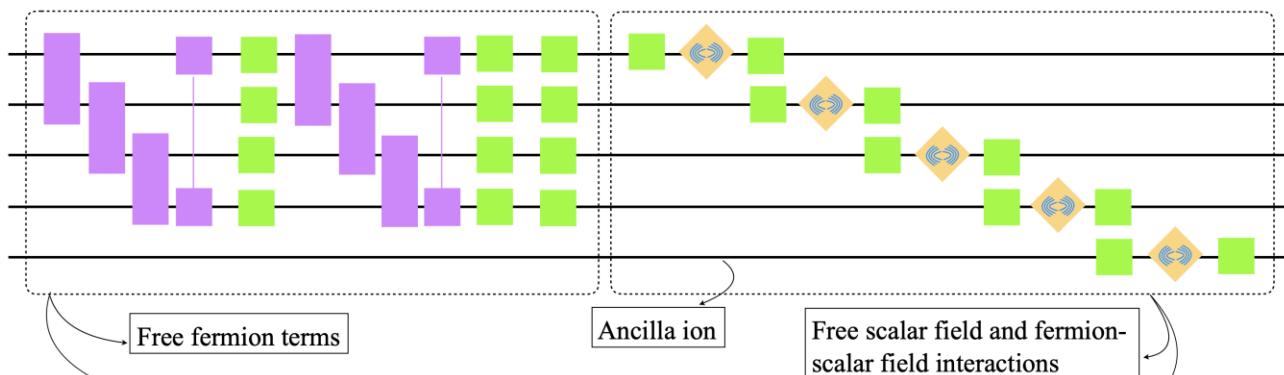 Free fermion terms
Ancilla ion
Free scalar field and fermion-
scalar field interactions